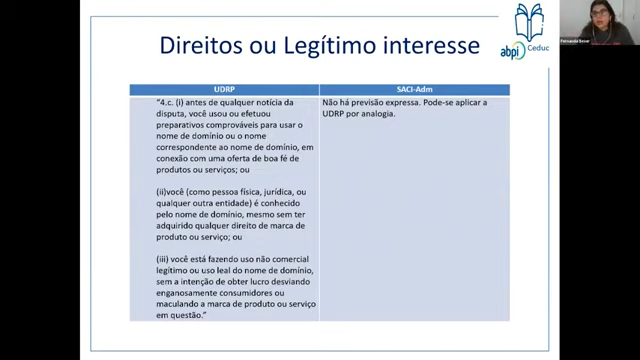 Direitos ou Legítimo interesse
abpi
Ceduc
UDRP
SACI-Adm
"4.c. (i) antes de qualquer notícia da
disputa, você usou ou efetuou
preparativos comprováveis para usar o
nome de domínio ou o nome
correspondente ao nome de domínio, em
conexão com uma oferta de boa fé de
produtos ou serviços; ou
(ii)você (como pessoa física, jurídica, ou
qualquer outra entidade) é conhecido
pelo nome de domínio, mesmo sem ter
adquirido qualquer direito de marca de
produto ou serviço; ou
(iii) você está fazendo uso não comercial
legítimo ou uso leal do nome de domínio,
sem a intenção de obter lucro desviando
enganosamente consumidores ou
maculando a marca de produto ou serviço
em questão."
Não há previsão expressa. Pode-se aplicar a
UDRP por analogia.
Fernanda